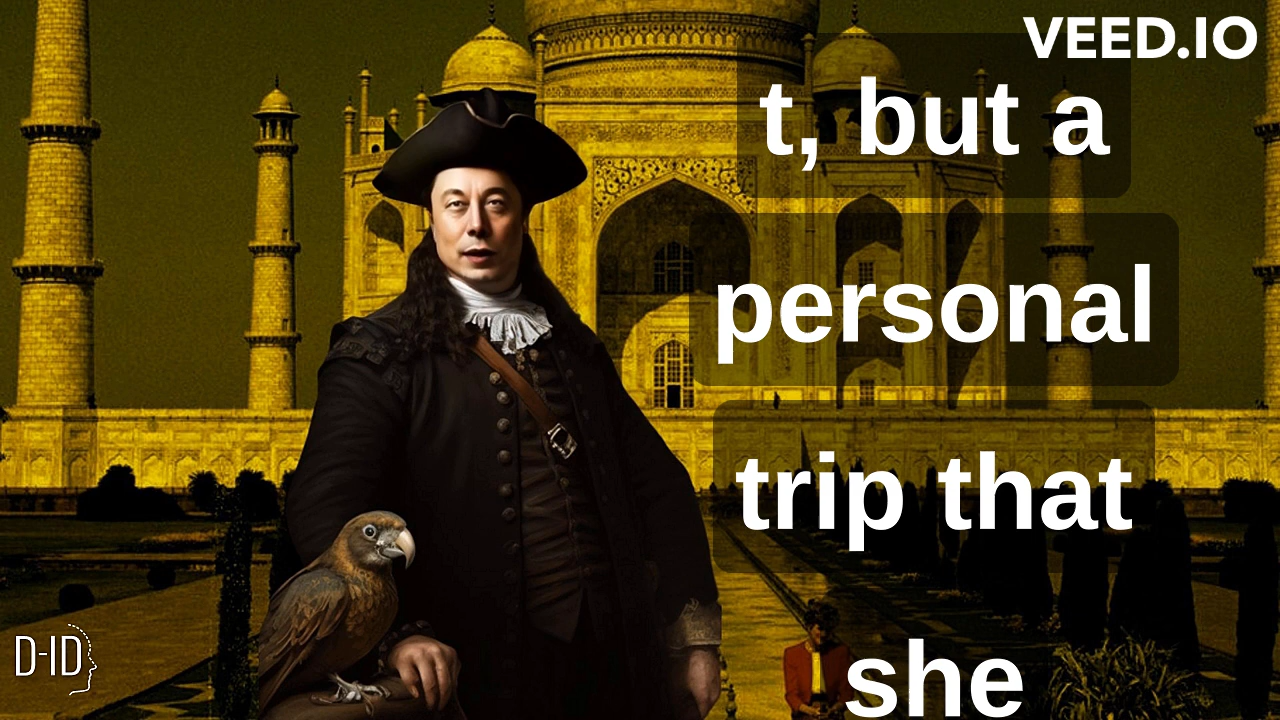 VEED.IO
t, but a
personal
trip that
she
D-ID